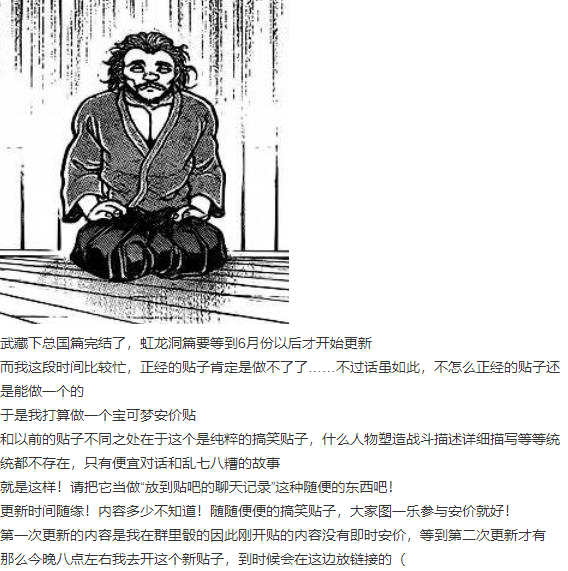 武藏下总国篇完结了，虹龙洞篇要等到6月份以后才开始更新
而我这段时间比较忙，正经的贴子肯定是做不了了……不过话虽如此，不怎么正经的贴子还
是能做一个的
于是我打算做一个宝可梦安价贴
和以前的贴子不同之处在于这个是纯粹的搞笑贴子，什么人物塑造战斗描述详细描写等等统
统都不存在，只有便宜对话和乱七八糟的故事
就是这样！请把它当做“放到贴吧的聊天记录”这种随便的东西吧！
更新时间随缘！内容多少不知道！随随便便的搞笑贴子，大家图一乐参与安价就好！
第一次更新的内容是我在群里骰的因此刚开贴的内容没有即时安价，等到第二次更新才有
那么今晚八点左右我去开这个新贴子，到时候会在这边放链接的（